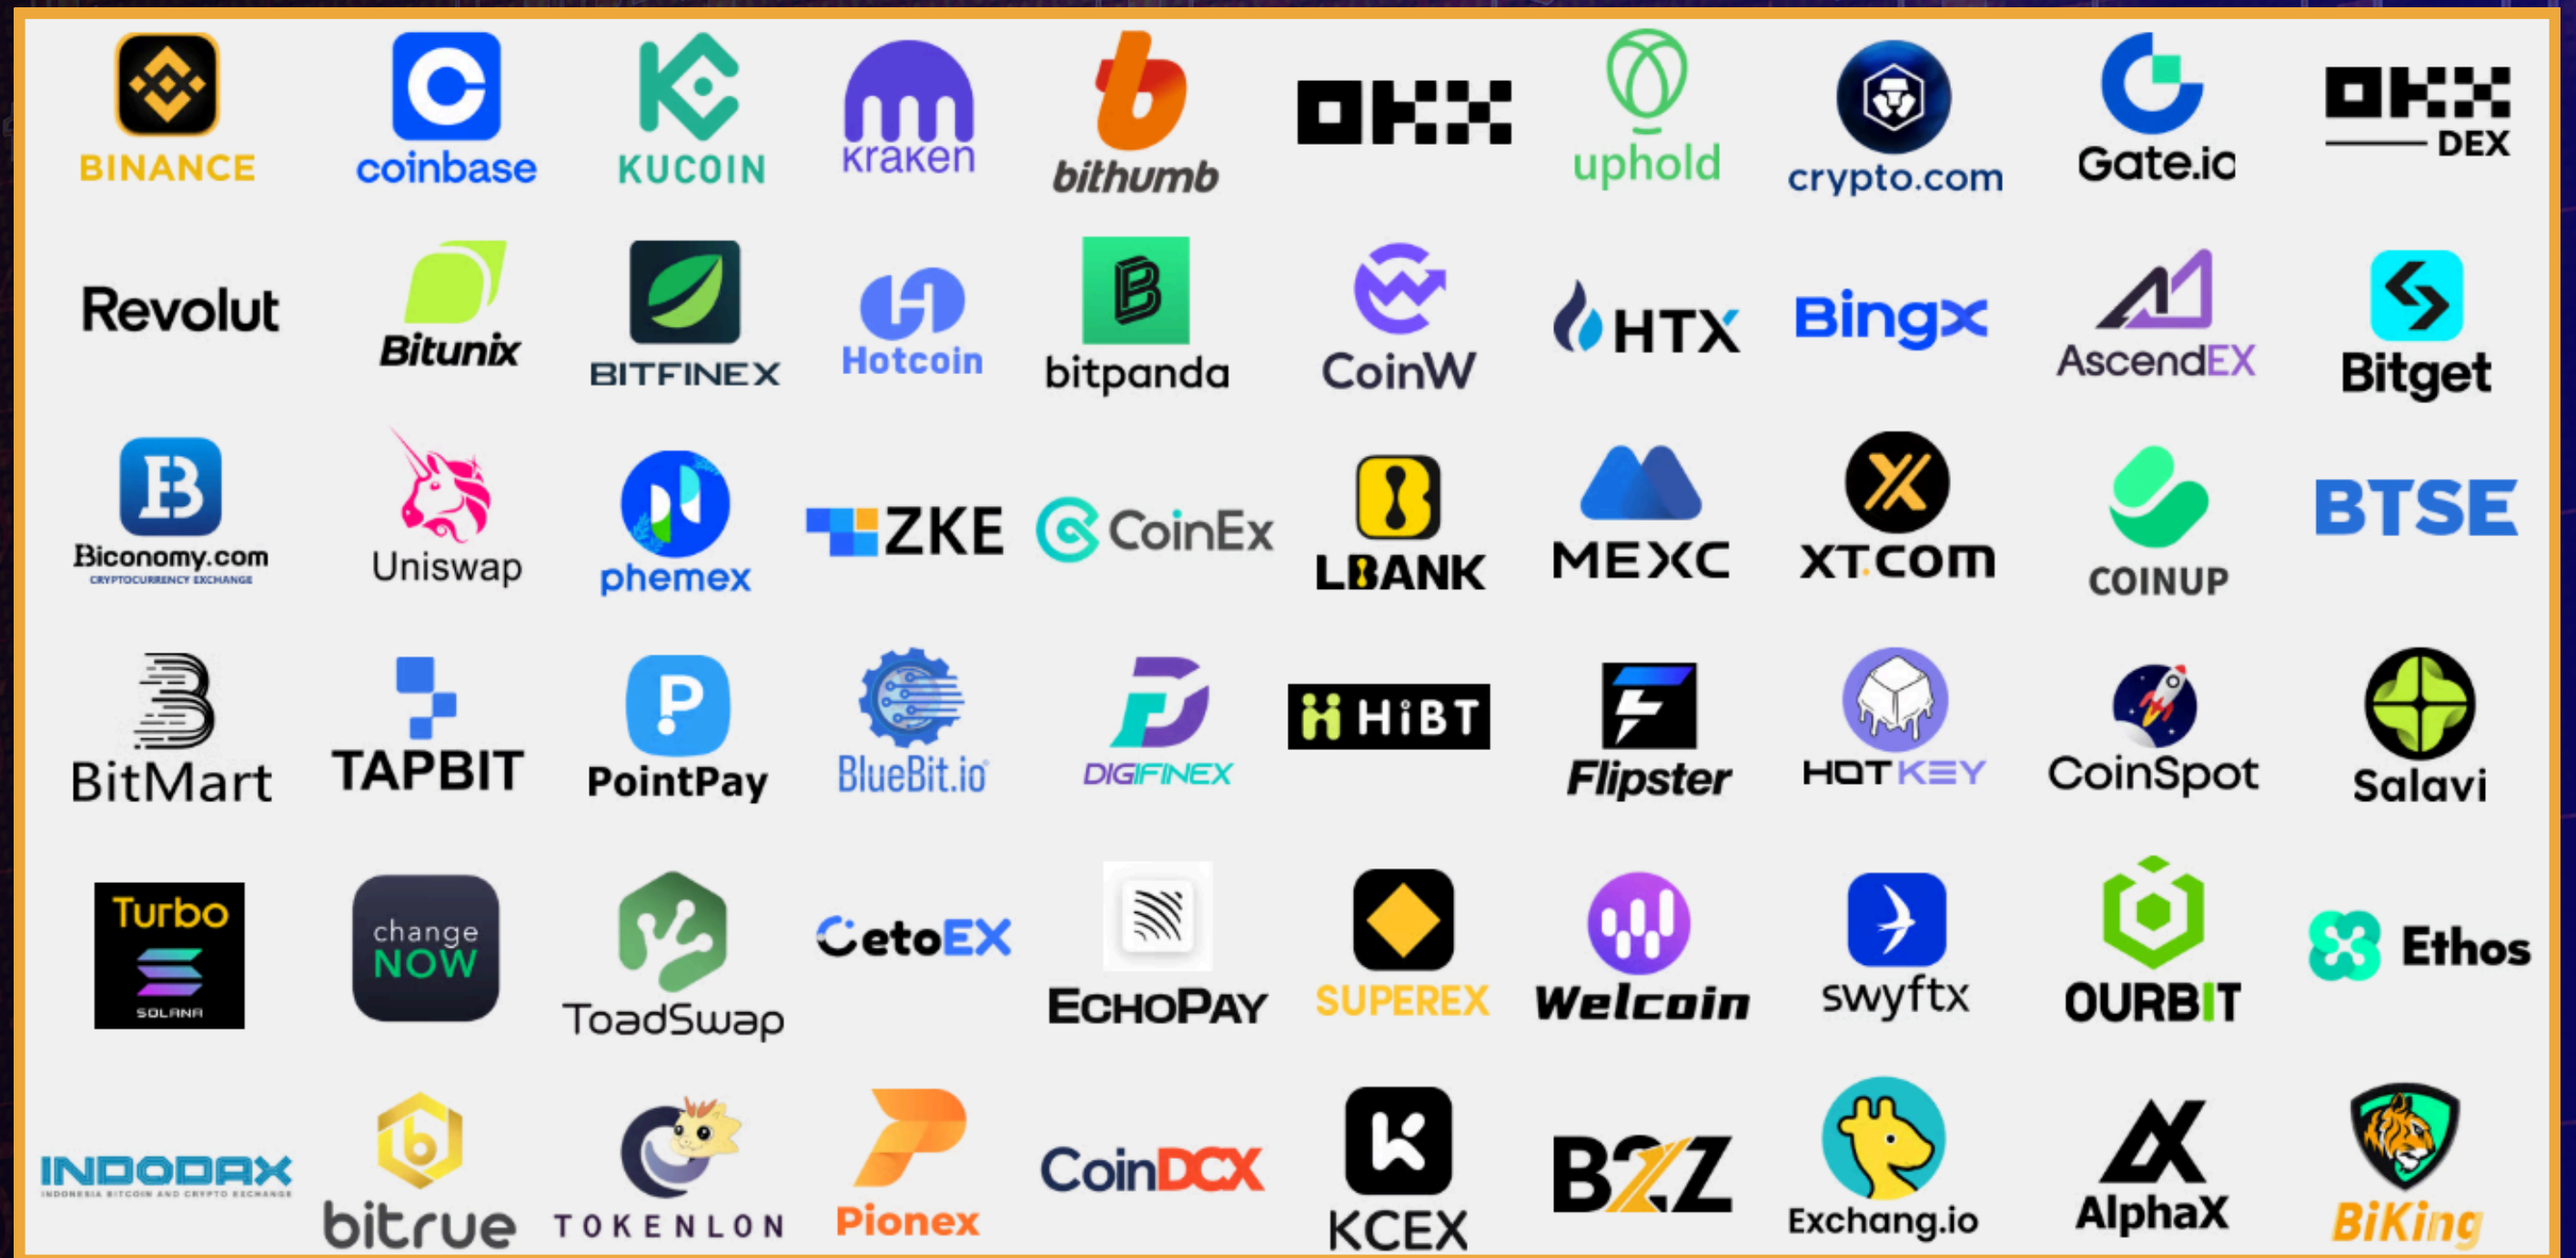 BINANCE
coinbase
KUCOIN
kraken
bithumb
OKX
uphold
crypto.com
Gate.io
OKX
DEX
Revolut
Bitunix
BITFINEX
Hotcoin
bitpanda
CoinW
HTX
Bingx
AscendEX
Bitget
Biconomy.com
CRYPTOCURRENCY EXCHANGE
Uniswap
phemex
ZKE
CoinEx
LBANK
MEXC
XT.COM
COINUP
BTSE
BitMart
TAPBIT
PointPay
BlueBit.io
DIGIFINEX
HiBT
Flipster
HOTKEY
CoinSpot
Salavi
Turbo
SOLANA
change
NOW
ToadSwap
CetoEX
ECHOPAY
SUPEREX
Welcoin
swyftx
OURBIT
Ethos
INDODAX
INDONESIA BITCOIN AND CRYPTO EXCHANGE
bitrue
TOKENLON
Pionex
CoinDCX
KCEX
B2Z
Exchang.io
AlphaX
BiKing